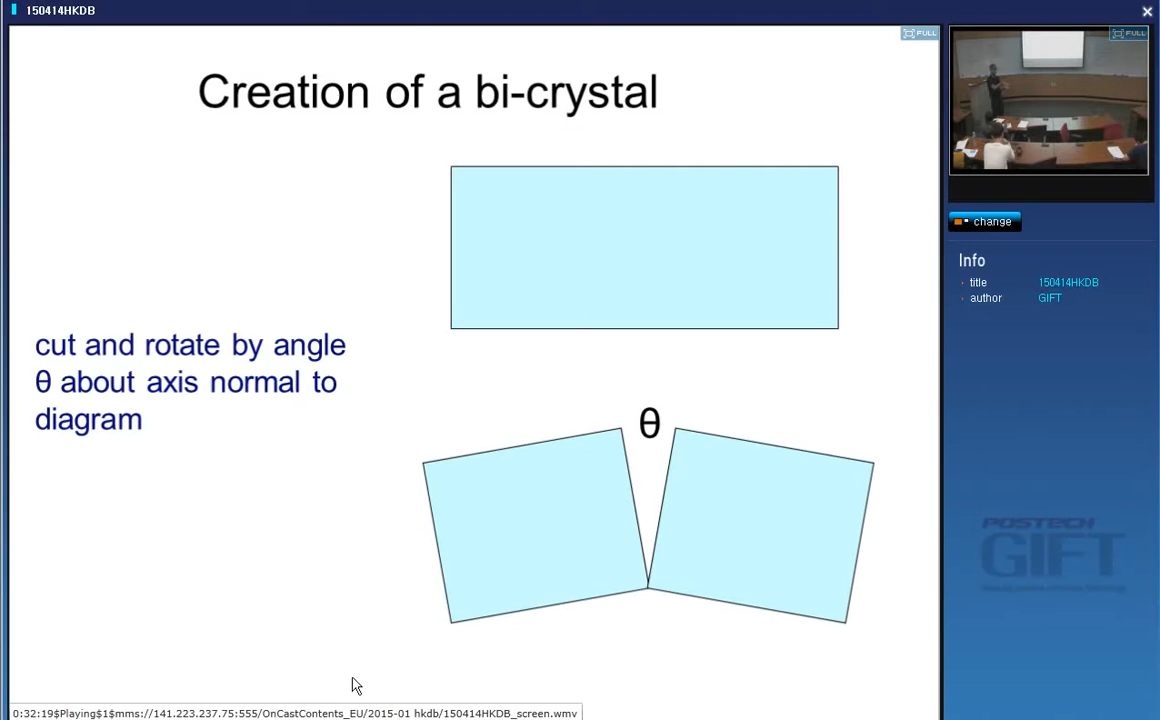 150414HKDB
FULL
Creation of a bi-crystal
cut and rotate by angle
θ about axis normal to
diagram
θ
FULL
change
Info
title 150414HKDB
author GIFT
POSTECH
GIFT
0:32:19$Playing$1$mms://141.223.237.75:555/OnCastContents_EU/2015-01 hkdb/150414HKDB_screen.wmv